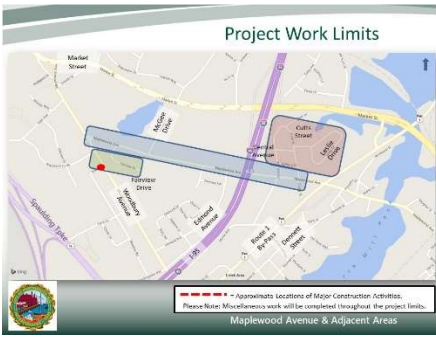 Project Work Limits
Market
Street
McGee
Drive
Cutts
Street
Leslie
Drive
Central
Avenue
Fairview
Drive
Woodbury
Avenue
Edmond
Avenue
Spaulding Tpke
I-95
Route 1
By-Pass
Dennett
Street
bing
= Approximate Locations of Major Construction Activities.
Please Note: Miscellaneous work will be completed throughout the project limits.
Maplewood Avenue & Adjacent Areas